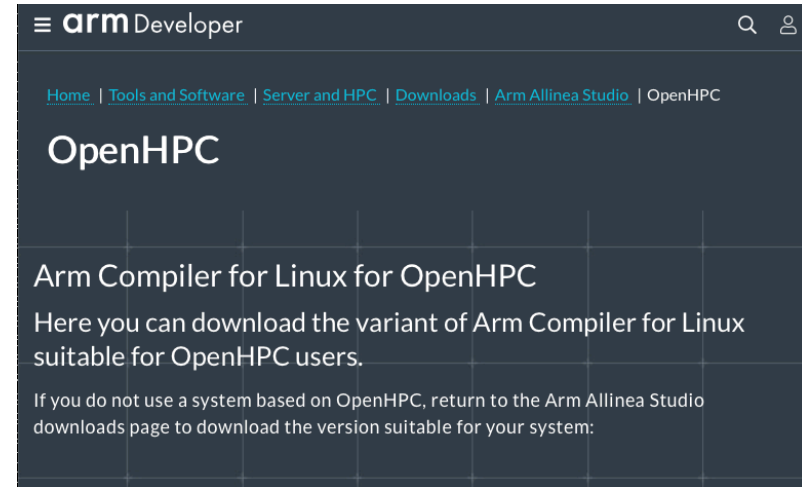 arm Developer
Home | Tools and Software | Server and HPC | Downloads | Arm Allinea Studio | OpenHPC
OpenHPC
Arm Compiler for Linux for OpenHPC
Here you can download the variant of Arm Compiler for Linux
suitable for OpenHPC users.
If you do not use a system based on OpenHPC, return to the Arm Allinea Studio
downloads page to download the version suitable for your system: